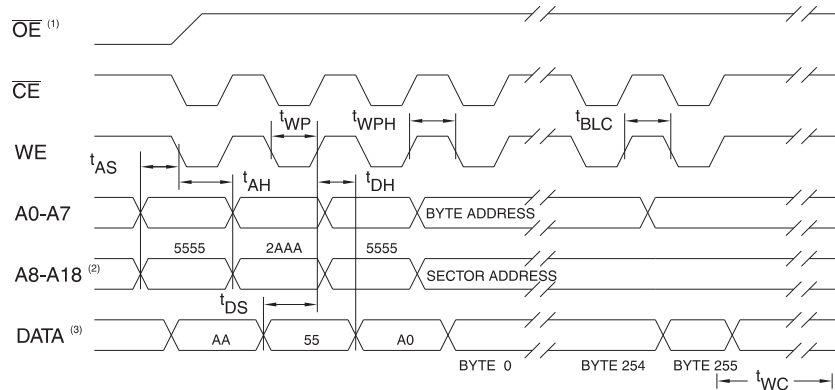 OE (1)
CE
tWP tWPH tBLC
WE
tAS
tAH tDH
A0-A7 BYTE ADDRESS
5555 2AAA 5555
A8-A18 (2) SECTOR ADDRESS
tDS
DATA (3) AA 55 A0
BYTE 0 BYTE 254 BYTE 255
tWC